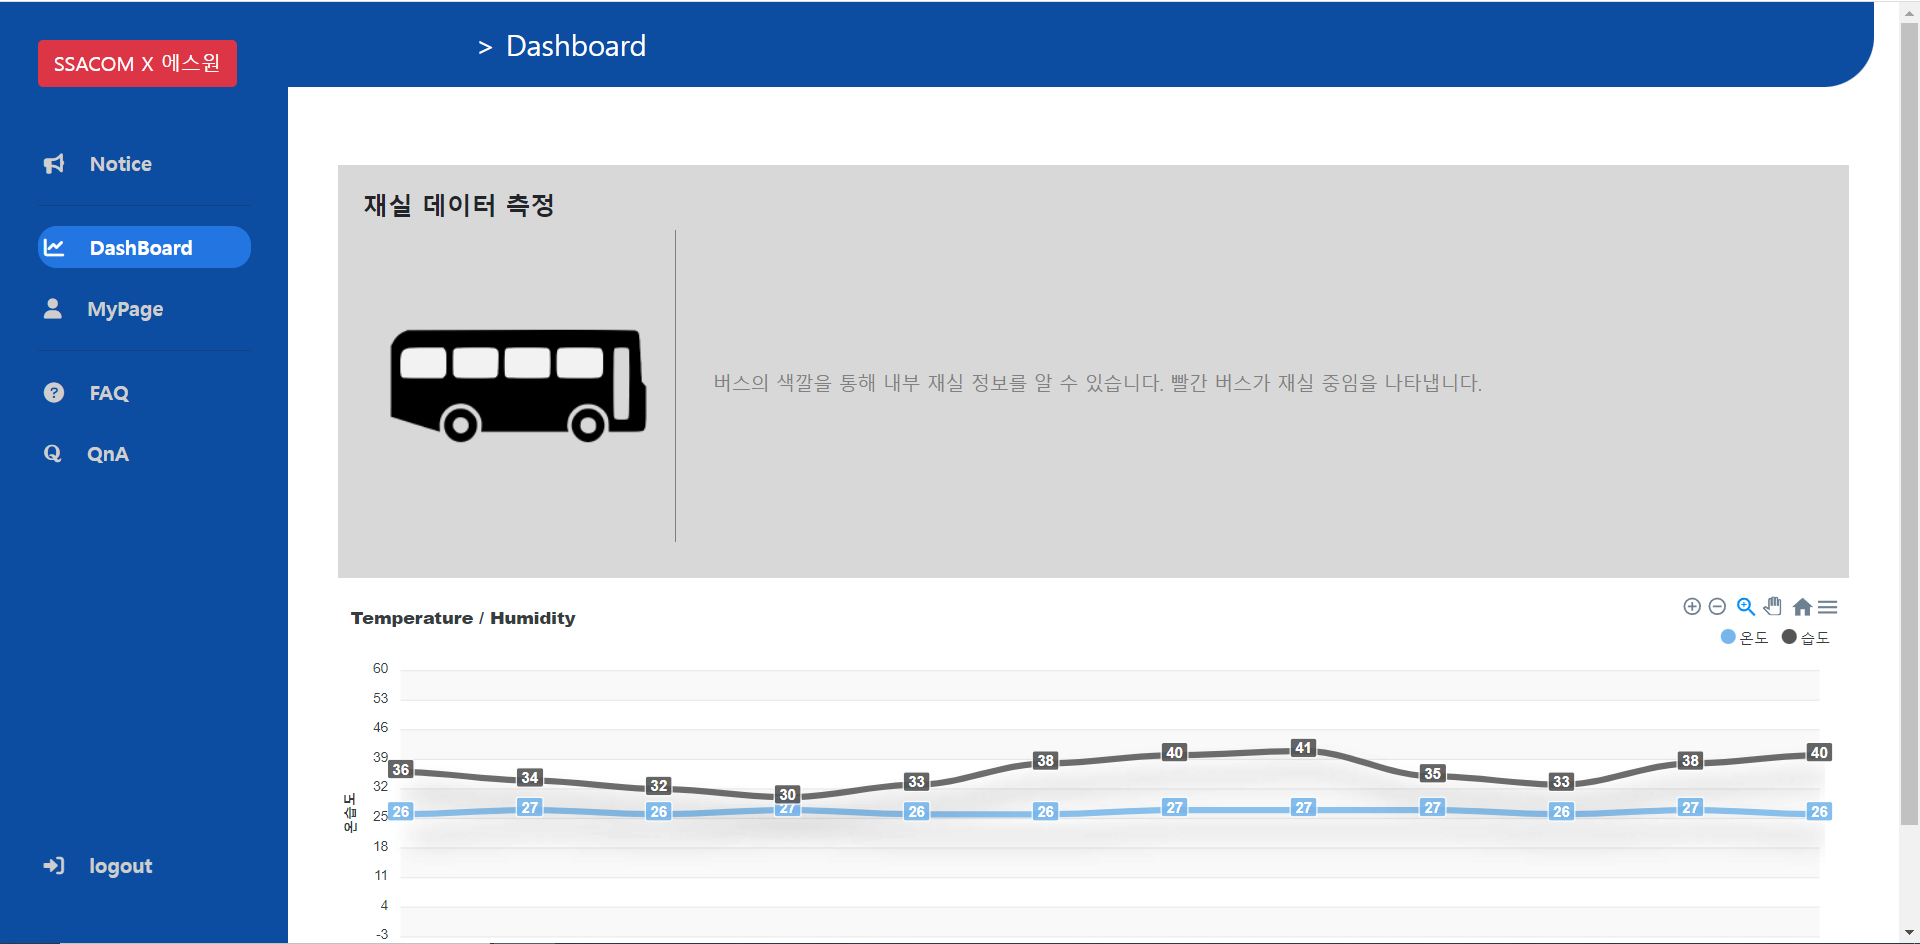 SSACOM X 에스원
> Dashboard
Notice
DashBoard
MyPage
FAQ
QnA
logout
재실 데이터 측정
버스의 색깔을 통해 내부 재실 정보를 알 수 있습니다. 빨간 버스가 재실 중임을 나타냅니다.
Temperature / Humidity
온도 습도
온습도
60
53
46
39
32
25
18
11
4
-3
36 34 32 30 33 38 40 41 35 33 38 40
26 27 26 27 26 26 27 27 27 26 27 26